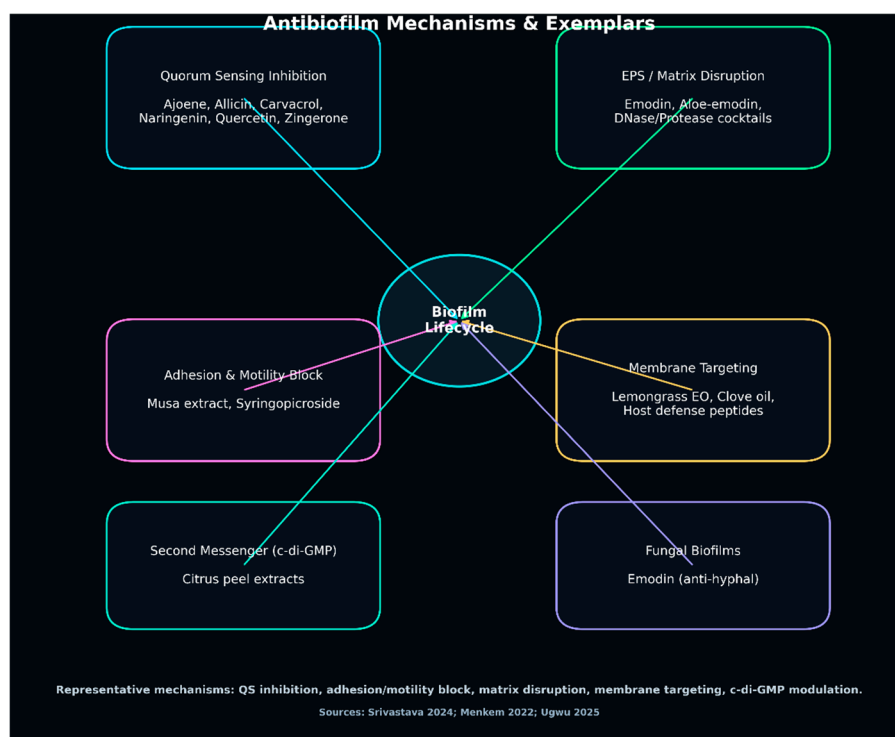 Antibiofilm Mechanisms & Exemplars
Quorum Sensing Inhibition
Ajoene, Allicin, Carvacrol,
Naringenin, Quercetin, Zingerone
EPS / Matrix Disruption
Emodin, Aloe-emodin,
DNase/Protease cocktails
Biofilm
Lifecycle
Adhesion & Motility Block
Musa extract, Syringopicroside
Membrane Targeting
Lemongrass EO, Clove oil,
Host defense peptides
Second Messenger (c-di-GMP)
Citrus peel extracts
Fungal Biofilms
Emodin (anti-hyphal)
Representative mechanisms: QS inhibition, adhesion/motility block, matrix disruption, membrane targeting, c-di-GMP modulation.
Sources: Srivastava 2024; Menkem 2022; Ugwu 2025